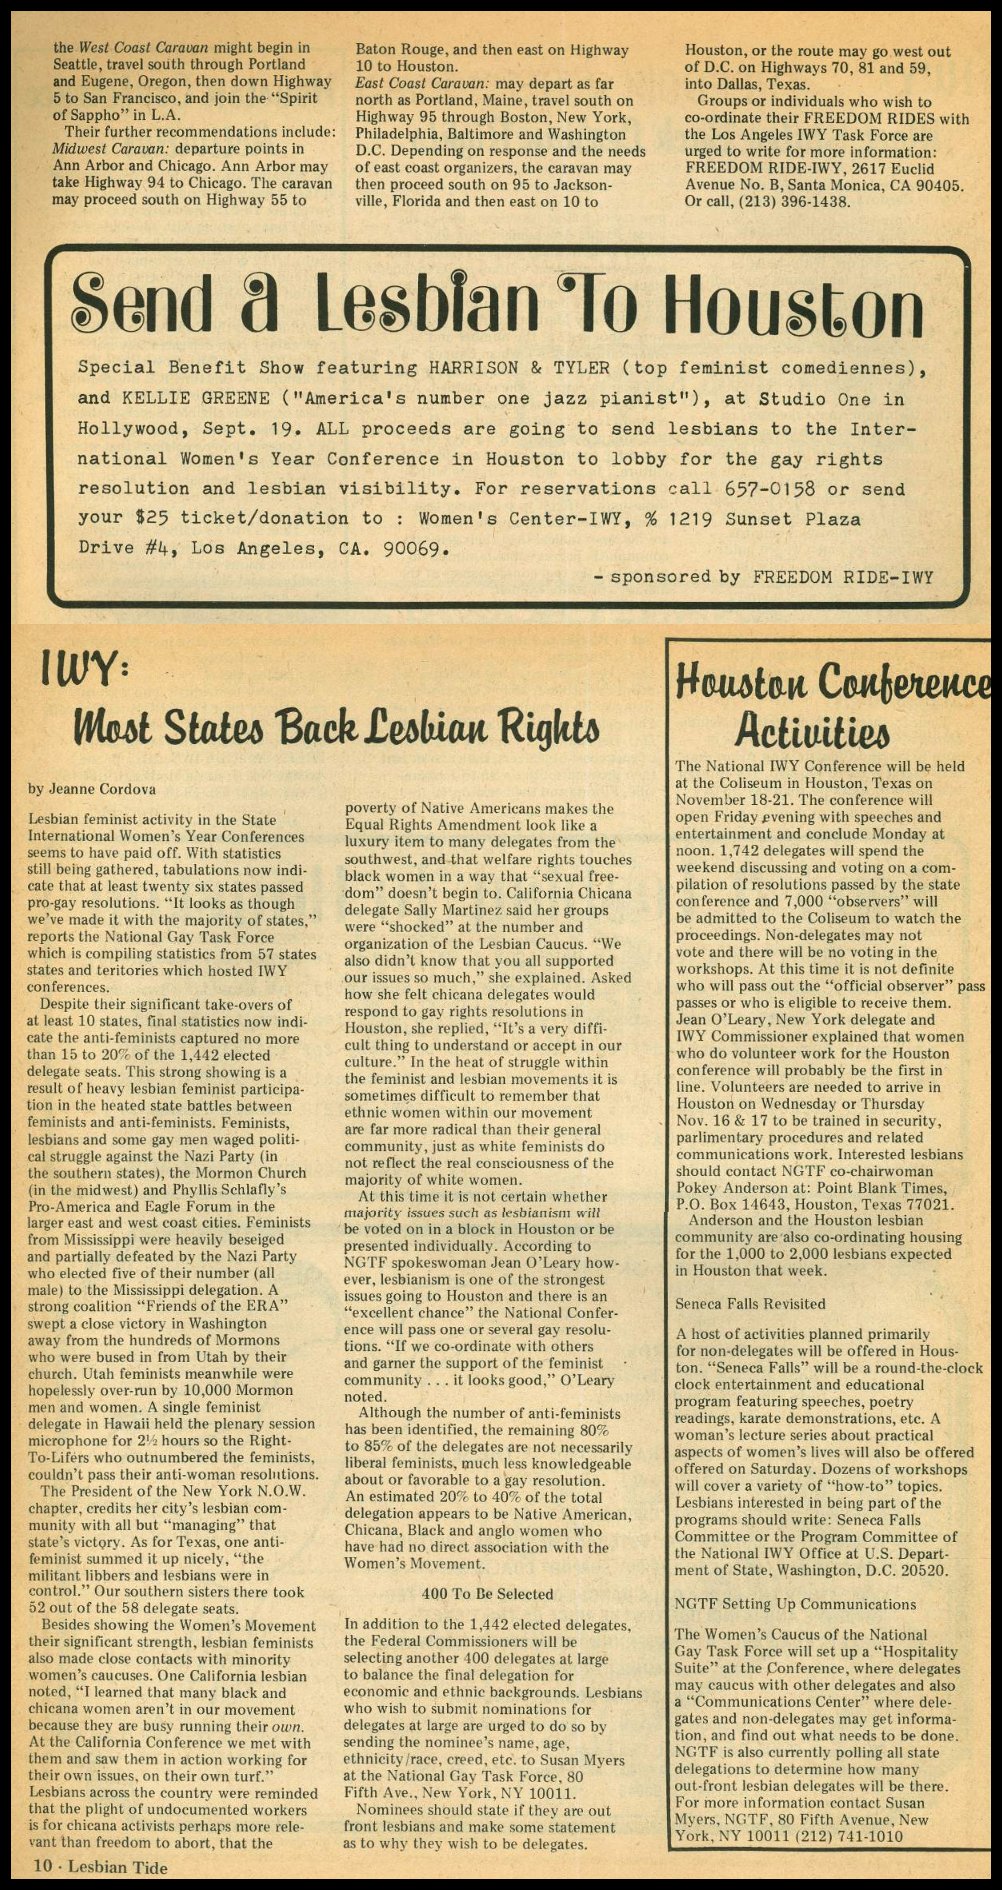 the West Coast Caravan might begin in
Seattle, travel south through Portland
and Eugene, Oregon, then down Highway
5 to San Francisco, and join the "Spirit
of Sappho" in L.A.
Their further recommendations include:
Midwest Caravan: departure points in
Ann Arbor and Chicago. Ann Arbor may
take Highway 94 to Chicago. The caravan
may proceed south on Highway 55 to
Baton Rouge, and then east on Highway
10 to Houston.
East Coast Caravan: may depart as far
north as Portland, Maine, travel south on
Highway 95 through Boston, New York,
Philadelphia, Baltimore and Washington
D.C. Depending on response and the needs
of east coast organizers, the caravan may
then proceed south on 95 to Jackson-
ville, Florida and then east on 10 to
Houston, or the route may go west out
of D.C. on Highways 70, 81 and 59,
into Dallas, Texas.
Groups or individuals who wish to
co-ordinate their FREEDOM RIDES with
the Los Angeles IWY Task Force are
urged to write for more information:
FREEDOM RIDE-IWY, 2617 Euclid
Avenue No. B, Santa Monica, CA 90405.
Or call, (213) 396-1438.
Send A Lesbian To Houston
Special Benefit Show featuring HARRISON & TYLER (top feminist comediennes),
and KELLIE GREENE ("America's number one jazz pianist"), at Studio One in
Hollywood, Sept. 19. ALL proceeds are going to send lesbians to the Inter-
national Women's Year Conference in Houston to lobby for the gay rights
resolution and lesbian visibility. For reservations call 657-0158 or send
your $25 ticket/donation to : Women's Center-IWY, % 1219 Sunset Plaza
Drive #4, Los Angeles, CA. 90069.
- sponsored by FREEDOM RIDE-IWY
IWY:
Most States Back Lesbian Rights
by Jeanne Cordova
Lesbian feminist activity in the State
International Women's Year Conferences
seems to have paid off. With statistics
still being gathered, tabulations now indi-
cate that at least twenty six states passed
pro-gay resolutions. "It looks as though
we've made it with the majority of states,"
reports the National Gay Task Force
which is compiling statistics from 57 states
states and teritories which hosted IWY
conferences.
Despite their significant take-overs of
at least 10 states, final statistics now indi-
cate the anti-feminists captured no more
than 15 to 20% of the 1,442 elected
delegate seats. This strong showing is a
result of heavy lesbian feminist participa-
tion in the heated state battles between
feminists and anti-feminists. Feminists,
lesbians and some gay men waged politi-
cal struggle against the Nazi Party (in
the southern states), the Mormon Church
(in the midwest) and Phyllis Schlafly's
Pro-America and Eagle Forum in the
larger east and west coast cities. Feminists
from Mississippi were heavily beseiged
and partially defeated by the Nazi Party
who elected five of their number (all
male) to the Mississippi delegation. A
strong coalition "Friends of the ERA"
swept a close victory in Washington
away from the hundreds of Mormons
who were bused in from Utah by their
church. Utah feminists meanwhile were
hopelessly over-run by 10,000 Mormon
men and women. A single feminist
delegate in Hawaii held the plenary session
microphone for 2½ hours so the Right-
To-Lifers who outnumbered the feminists,
couldn't pass their anti-woman resolutions.
The President of the New York N.O.W.
chapter, credits her city's lesbian com-
munity with all but "managing" that
state's victory. As for Texas, one anti-
feminist summed it up nicely, "the
militant libbers and lesbians were in
control." Our southern sisters there took
52 out of the 58 delegate seats.
Besides showing the Women's Movement
their significant strength, lesbian feminists
also made close contacts with minority
women's caucuses. One California lesbian
noted, "I learned that many black and
chicana women aren't in our movement
because they are busy running their own.
At the California Conference we met with
them and saw them in action working for
their own issues, on their own turf."
Lesbians across the country were reminded
that the plight of undocumented workers
is for chicana activists perhaps more rele-
vant than freedom to abort, that the
poverty of Native Americans makes the
Equal Rights Amendment look like a
luxury item to many delegates from the
southwest, and that welfare rights touches
black women in a way that "sexual free-
dom" doesn't begin to. California Chicana
delegate Sally Martinez said her groups
were "shocked" at the number and
organization of the Lesbian Caucus. "We
also didn't know that you all supported
our issues so much," she explained. Asked
how she felt chicana delegates would
respond to gay rights resolutions in
Houston, she replied, "It's a very diffi-
cult thing to understand or accept in our
culture." In the heat of struggle within
the feminist and lesbian movements it is
sometimes difficult to remember that
ethnic women within our movement
are far more radical than their general
community, just as white feminists do
not reflect the real consciousness of the
majority of white women.
At this time it is not certain whether
majority issues such as lesbianism will
be voted on in a block in Houston or be
presented individually. According to
NGTF spokeswoman Jean O'Leary how-
ever, lesbianism is one of the strongest
issues going to Houston and there is an
"excellent chance" the National Confer-
ence will pass one or several gay resolu-
tions. "If we co-ordinate with others
and garner the support of the feminist
community . . . it looks good," O'Leary
noted.
Although the number of anti-feminists
has been identified, the remaining 80%
to 85% of the delegates are not necessarily
liberal feminists, much less knowledgeable
about or favorable to a gay resolution.
An estimated 20% to 40% of the total
delegation appears to be Native American,
Chicana, Black and anglo women who
have had no direct association with the
Women's Movement.
400 To Be Selected
In addition to the 1,442 elected delegates,
the Federal Commissioners will be
selecting another 400 delegates at large
to balance the final delegation for
economic and ethnic backgrounds. Lesbians
who wish to submit nominations for
delegates at large are urged to do so by
sending the nominee's name, age,
ethnicity/race, creed, etc. to Susan Myers
at the National Gay Task Force, 80
Fifth Ave., New York, NY 10011.
Nominees should state if they are out
front lesbians and make some statement
as to why they wish to be delegates.
Houston Conference
Activities
The National IWY Conference will be held
at the Coliseum in Houston, Texas on
November 18-21. The conference will
open Friday evening with speeches and
entertainment and conclude Monday at
noon. 1,742 delegates will spend the
weekend discussing and voting on a com-
pilation of resolutions passed by the state
conference and 7,000 "observers" will
be admitted to the Coliseum to watch the
proceedings. Non-delegates may not
vote and there will be no voting in the
workshops. At this time it is not definite
who will pass out the "official observer" pass
passes or who is eligible to receive them.
Jean O'Leary, New York delegate and
IWY Commissioner explained that women
who do volunteer work for the Houston
conference will probably be the first in
line. Volunteers are needed to arrive in
Houston on Wednesday or Thursday
Nov. 16 & 17 to be trained in security,
parlimentary procedures and related
communications work. Interested lesbians
should contact NGTF co-chairwoman
Pokey Anderson at: Point Blank Times,
P.O. Box 14643, Houston, Texas 77021.
Anderson and the Houston lesbian
community are also co-ordinating housing
for the 1,000 to 2,000 lesbians expected
in Houston that week.
Seneca Falls Revisited
A host of activities planned primarily
for non-delegates will be offered in Hous-
ton. "Seneca Falls" will be a round-the-clock
clock entertainment and educational
program featuring speeches, poetry
readings, karate demonstrations, etc. A
woman's lecture series about practical
aspects of women's lives will also be offered
offered on Saturday. Dozens of workshops
will cover a variety of "how-to" topics.
Lesbians interested in being part of the
programs should write: Seneca Falls
Committee or the Program Committee of
the National IWY Office at U.S. Depart-
ment of State, Washington, D.C. 20520.
NGTF Setting Up Communications
The Women's Caucus of the National
Gay Task Force will set up a "Hospitality
Suite" at the Conference, where delegates
may caucus with other delegates and also
a "Communications Center" where dele-
gates and non-delegates may get informa-
tion, and find out what needs to be done.
NGTF is also currently polling all state
delegations to determine how many
out-front lesbian delegates will be there.
For more information contact Susan
Myers, NGTF, 80 Fifth Avenue, New
York, NY 10011 (212) 741-1010
10 · Lesbian Tide